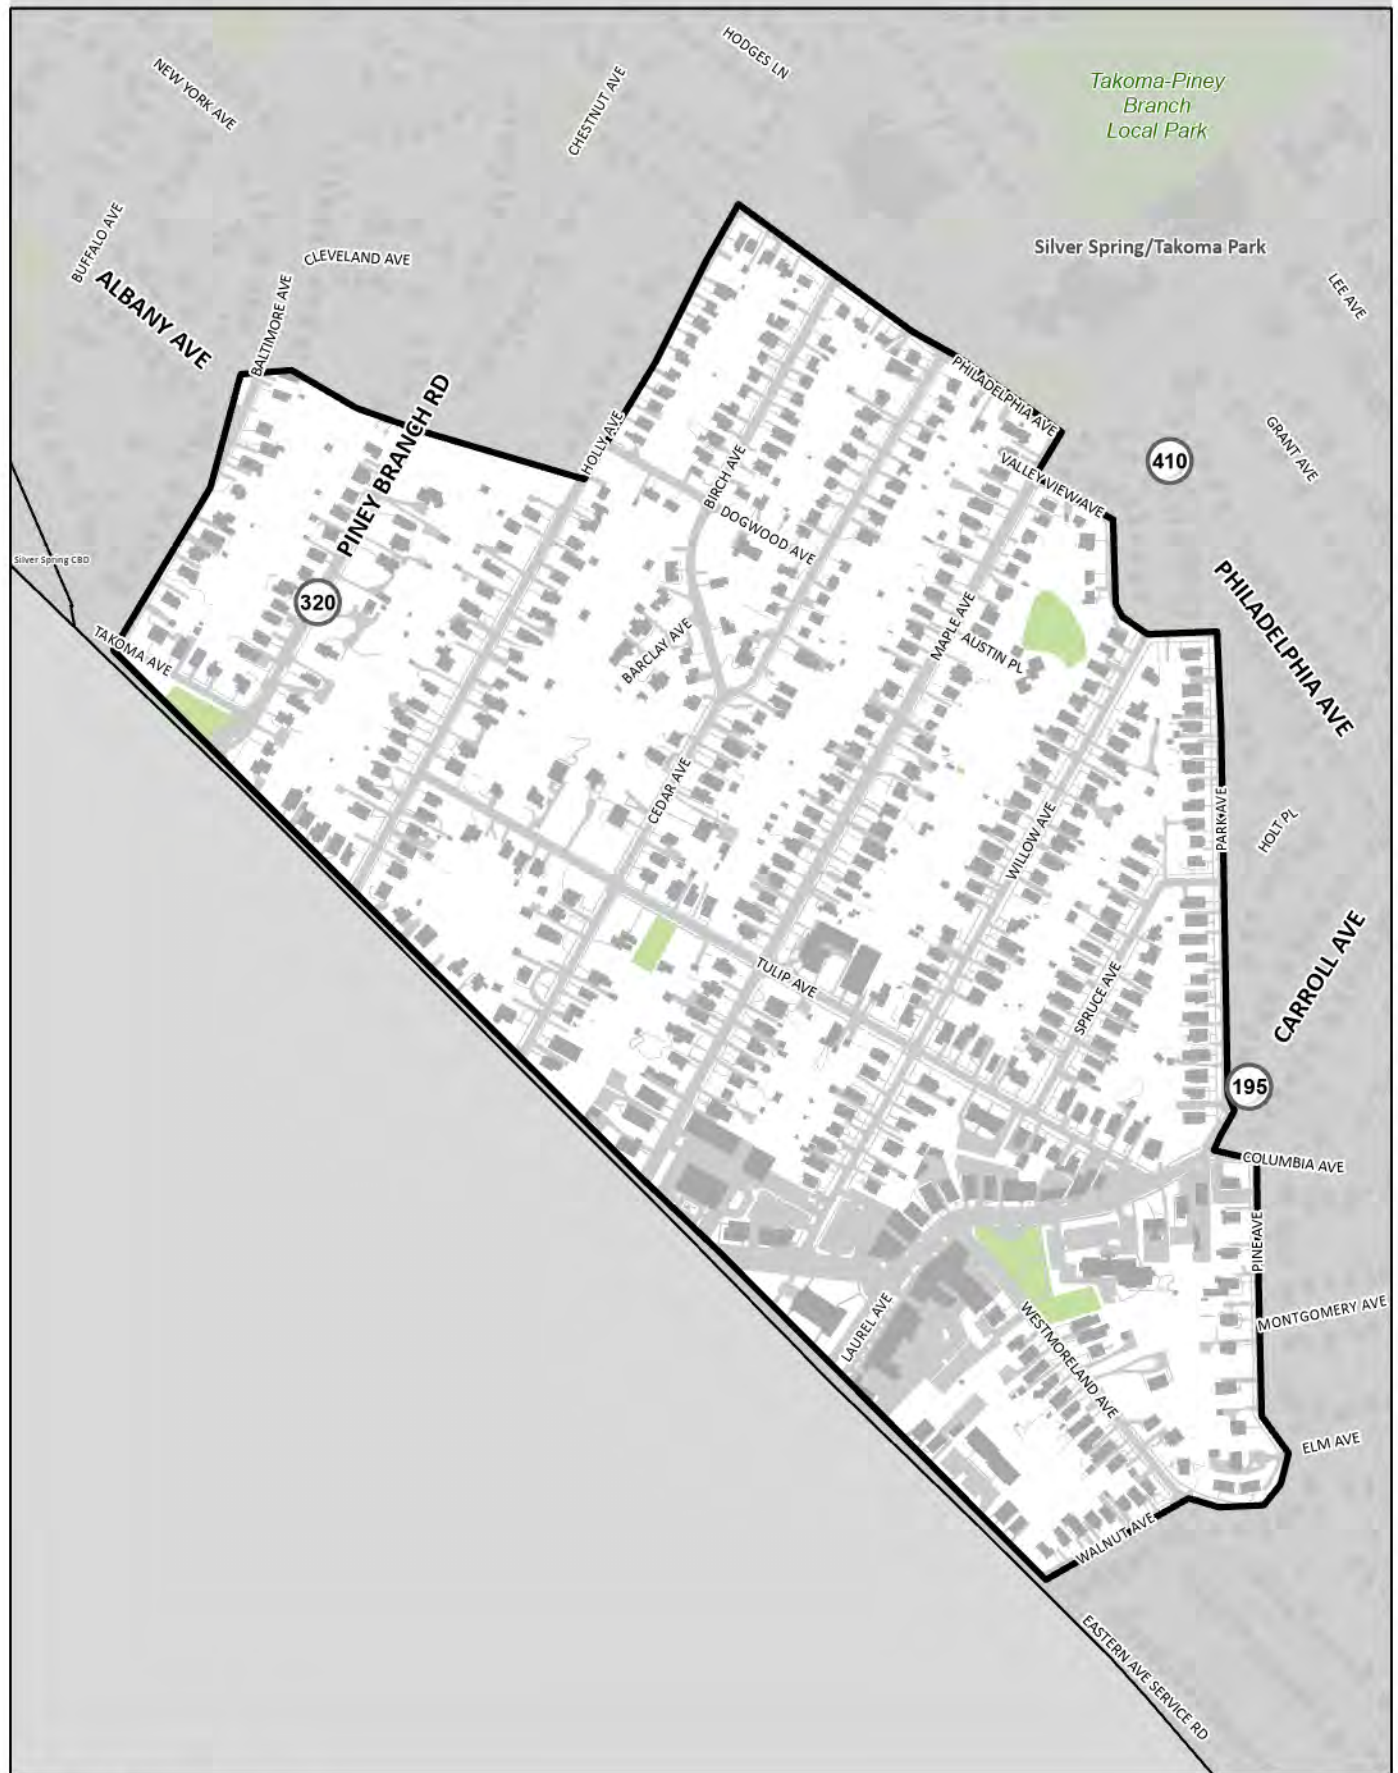 HODGES LN
NEW YORK AVE
CHESTNUT AVE
Takoma-Piney
Branch
Local Park
BUFFALO AVE
CLEVELAND AVE
Silver Spring/Takoma Park
ALBANY AVE
BALTIMORE AVE
LEE AVE
PINEY BRANCH RD
HOLLY AVE
PHILADELPHIA AVE
BIRCH AVE
VALLEY VIEW AVE
410
GRANT AVE
DOGWOOD AVE
Silver Spring CBD
320
PHILADELPHIA AVE
TAKOMA AVE
BARCLAY AVE
MAPLE AVE
AUSTIN PL
CEDAR AVE
WILLOW AVE
PARK AVE
HOLT PL
TULIP AVE
SPRUCE AVE
CARROLL AVE
195
COLUMBIA AVE
PINE AVE
LAUREL AVE
WESTMORELAND AVE
MONTGOMERY AVE
ELM AVE
WALNUT AVE
EASTERN AVE SERVICE RD